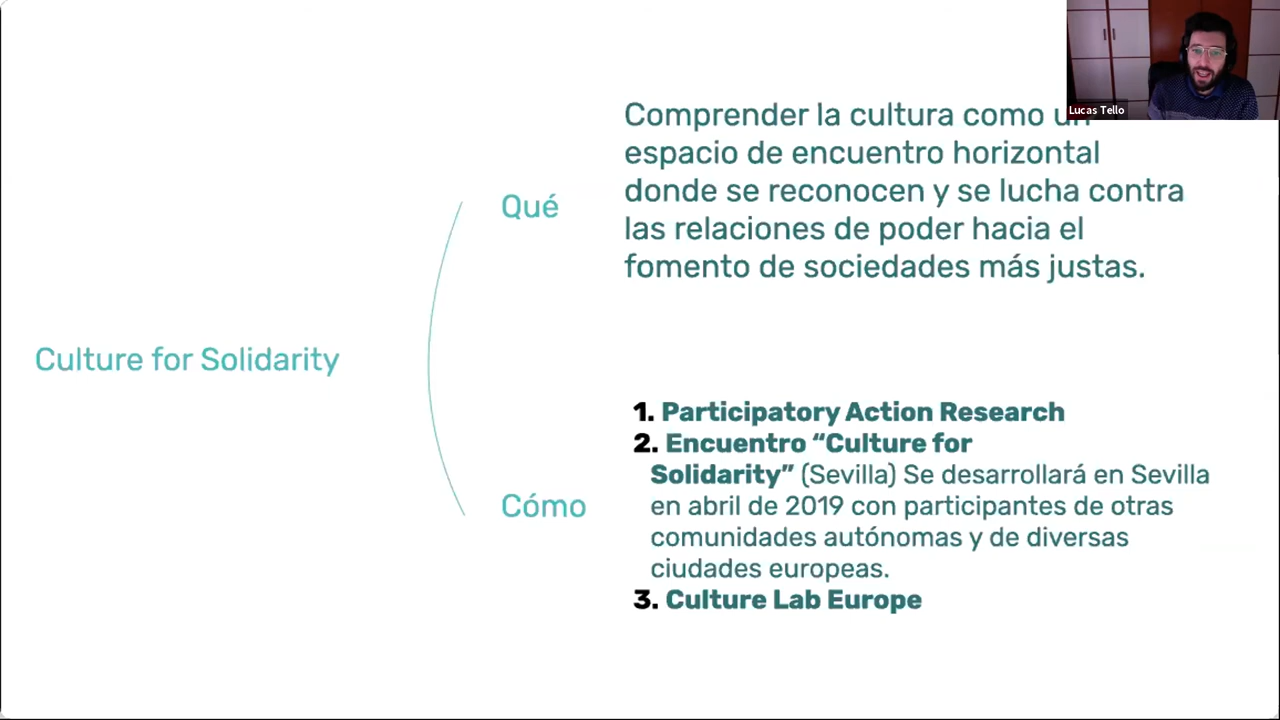 Lucas Tello
Comprender la cultura como un
espacio de encuentro horizontal
donde se reconocen y se lucha contra
las relaciones de poder hacia el
fomento de sociedades más justas.
Qué
Culture for Solidarity
Cómo
1. Participatory Action Research
2. Encuentro “Culture for
Solidarity” (Sevilla) Se desarrollará en Sevilla
en abril de 2019 con participantes de otras
comunidades autónomas y de diversas
ciudades europeas.
3. Culture Lab Europe